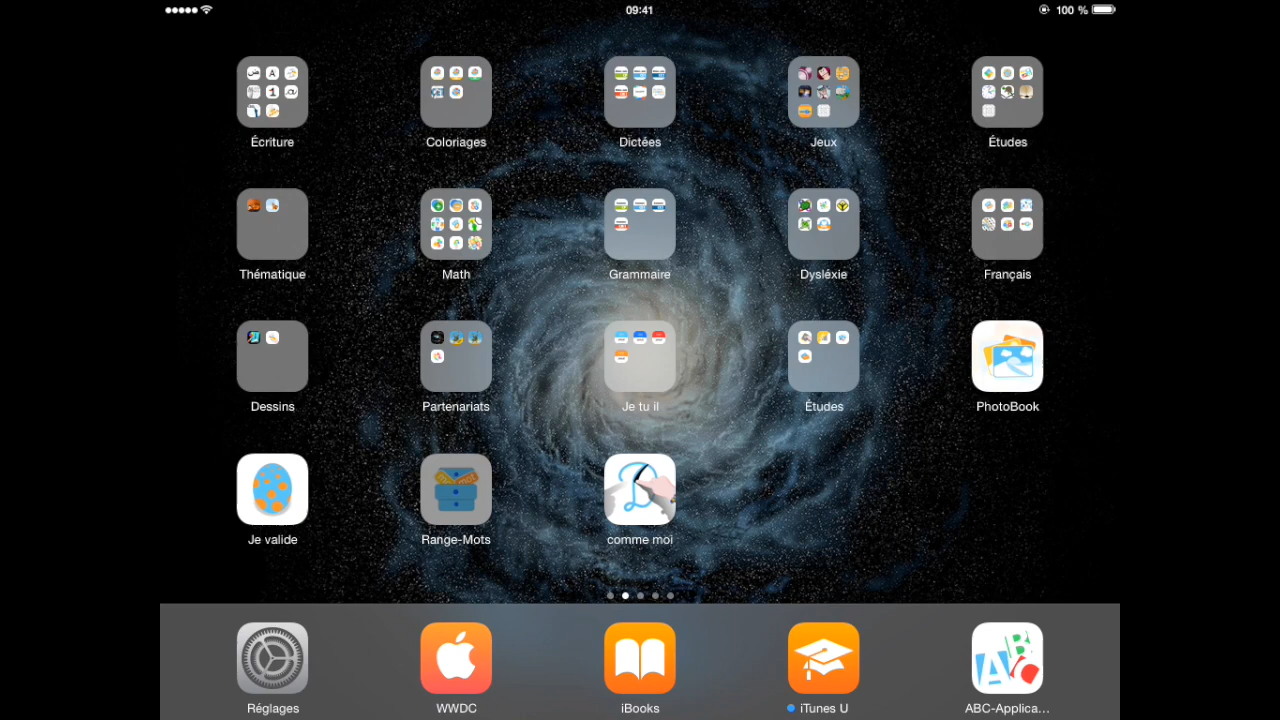 09:41
100 %
Écriture
Coloriages
Dictées
Jeux
Études
Thématique
Math
Grammaire
Dysléxie
Français
Dessins
Partenariats
Je tu il
Études
PhotoBook
Je valide
Range-Mots
comme moi
Réglages
WWDC
iBooks
iTunes U
ABC-Applica…